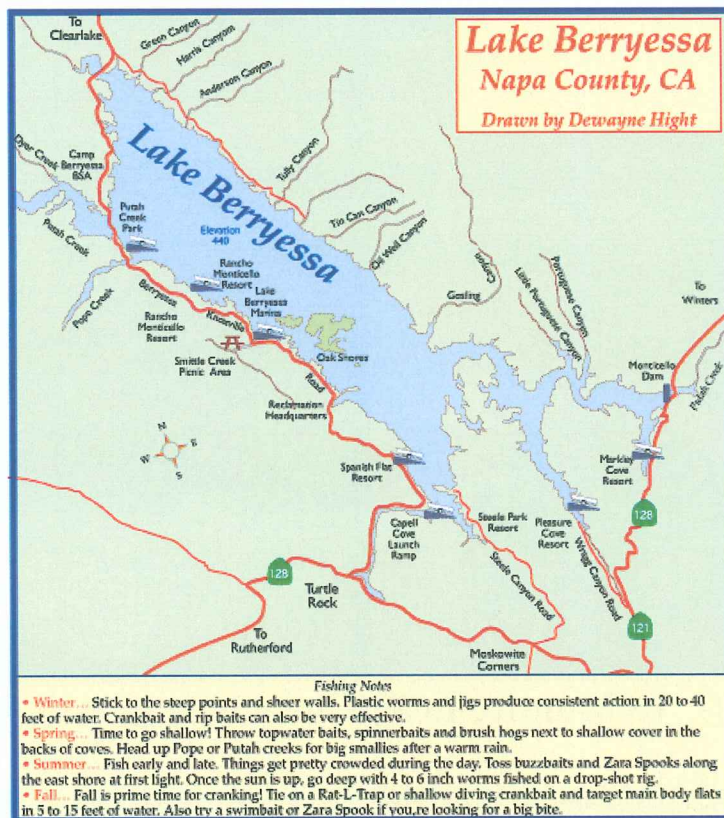 Lake Berryessa
Napa County, CA
Drawn by Dewayne Hight
To
Clearlake
Green Canyon
Harris Canyon
Anderson Canyon
Dyer Creek
Camp
Berryessa
BSA
Lake Berryessa
Tully Canyon
Putah
Creek
Park
Elevation
440
Tin Can Canyon
Oil Well Canyon
Putah Creek
Pope Creek
Rancho
Monticello
Resort
Lake
Berryessa
Marina
Gosling
Canyon
Little Portuguese Canyon
Portuguese Canyon
To
Winters
Berryessa
Knoxville
Road
Rancho
Monticello
Resort
Smittle Creek
Picnic Area
Oak Shores
Monticello
Dam
Putah Creek
Reclamation
Headquarters
N
E
W
S
Spanish Flat
Resort
Markley
Cove
Resort
Capell
Cove
Launch
Ramp
Steele Park
Resort
Pleasure
Cove
Resort
128
Steele Canyon Road
Wragg Canyon Road
128
Turtle
Rock
To
Rutherford
Moskowite
Corners
121
Fishing Notes
• Winter... Stick to the steep points and sheer walls. Plastic worms and jigs produce consistent action in 20 to 40
feet of water. Crankbait and rip baits can also be very effective.
• Spring... Time to go shallow! Throw topwater baits, spinnerbaits and brush hogs next to shallow cover in the
backs of coves. Head up Pope or Putah creeks for big smallies after a warm rain.
• Summer... Fish early and late. Things get pretty crowded during the day. Toss buzzbaits and Zara Spooks along
the east shore at first light. Once the sun is up, go deep with 4 to 6 inch worms fished on a drop-shot rig.
• Fall... Fall is prime time for cranking! Tie on a Rat-L-Trap or shallow diving crankbait and target main body flats
in 5 to 15 feet of water. Also try a swimbait or Zara Spook if you,re looking for a big bite.